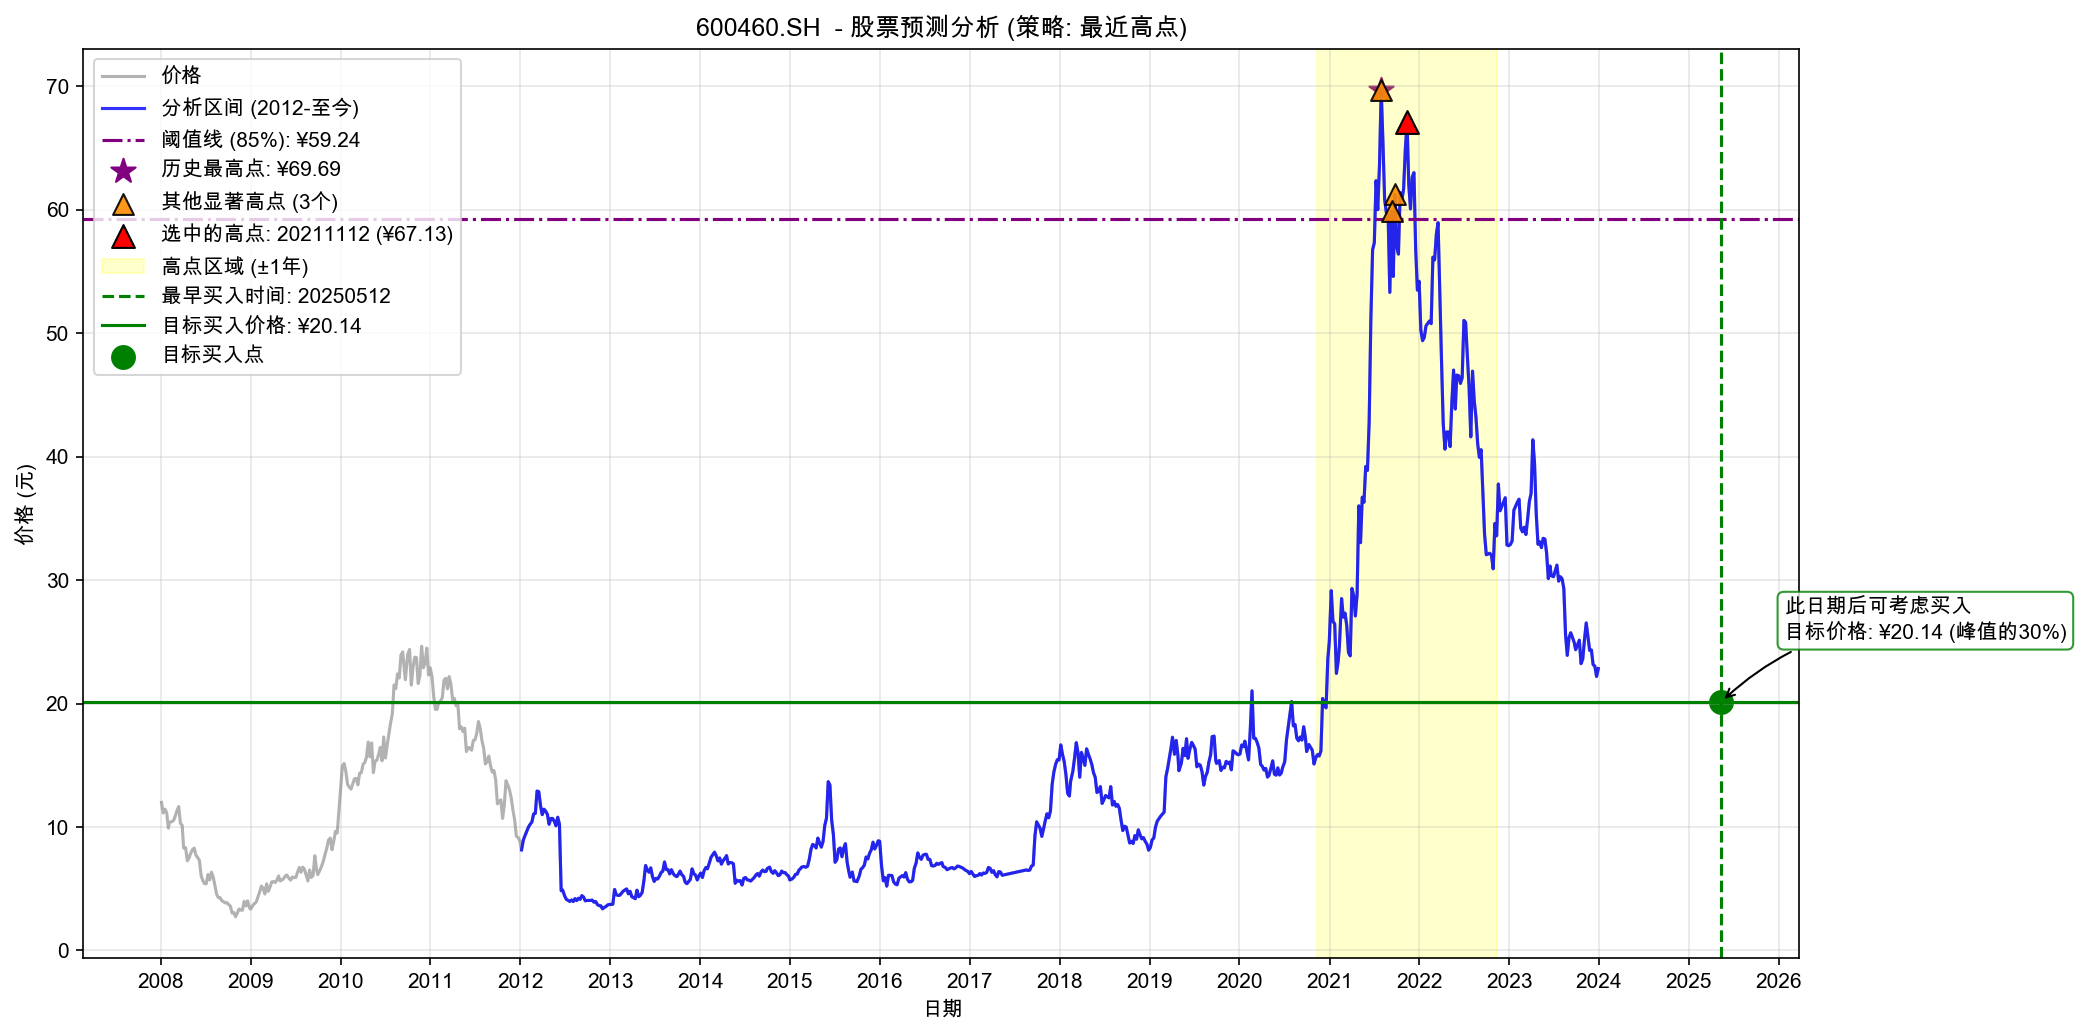 600460.SH - 股票预测分析 (策略: 最近高点)
价格
分析区间 (2012-至今)
阈值线 (85%): ¥59.24
历史最高点: ¥69.69
其他显著高点 (3个)
选中的高点: 20211112 (¥67.13)
高点区域 (±1年)
最早买入时间: 20250512
目标买入价格: ¥20.14
目标买入点
70
60
50
40
30
20
10
0
价格 (元)
此日期后可考虑买入
目标价格: ¥20.14 (峰值的30%)
2008 2009 2010 2011 2012 2013 2014 2015 2016 2017 2018 2019 2020 2021 2022 2023 2024 2025 2026
日期